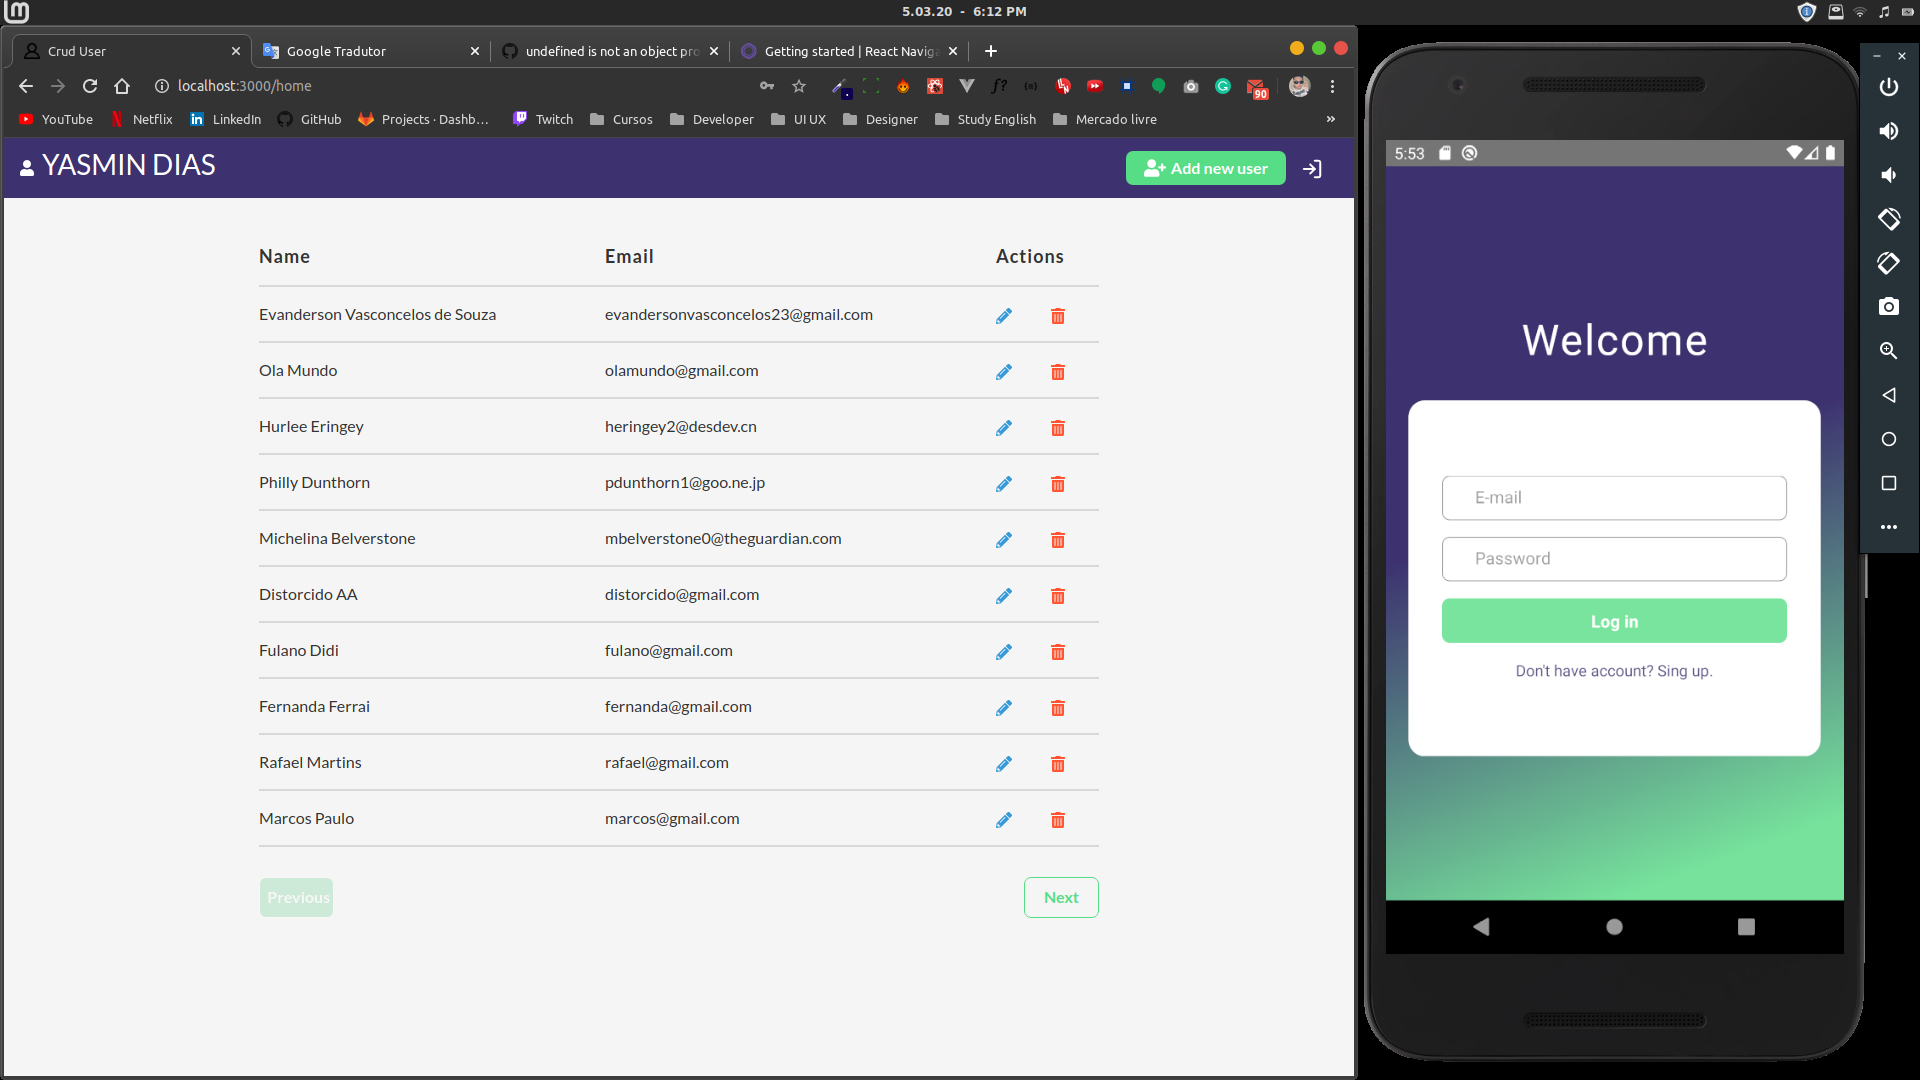 5.03.20 - 6:12 PM
Crud User
Google Tradutor
undefined is not an object pro
Getting started | React Naviga
localhost:3000/home
90
YouTube
Netflix
LinkedIn
GitHub
Projects · Dashb...
Twitch
Cursos
Developer
UI UX
Designer
Study English
Mercado livre
YASMIN DIAS
Add new user
Name Email Actions
Evanderson Vasconcelos de Souza evandersonvasconcelos23@gmail.com
Ola Mundo olamundo@gmail.com
Hurlee Eringey heringey2@desdev.cn
Philly Dunthorn pdunthorn1@goo.ne.jp
Michelina Belverstone mbelverstone0@theguardian.com
Distorcido AA distorcido@gmail.com
Fulano Didi fulano@gmail.com
Fernanda Ferrai fernanda@gmail.com
Rafael Martins rafael@gmail.com
Marcos Paulo marcos@gmail.com
Previous Next
5:53
Welcome
E-mail
Password
Log in
Don't have account? Sing up.